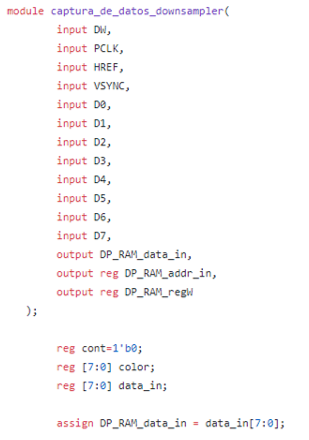 module captura_de_datos_downsampler(
input DW,
input PCLK,
input HREF,
input VSYNC,
input D0,
input D1,
input D2,
input D3,
input D4,
input D5,
input D6,
input D7,
output DP_RAM_data_in,
output reg DP_RAM_addr_in,
output reg DP_RAM_regW
);
reg cont=1'b0;
reg [7:0] color;
reg [7:0] data_in;
assign DP_RAM_data_in = data_in[7:0];